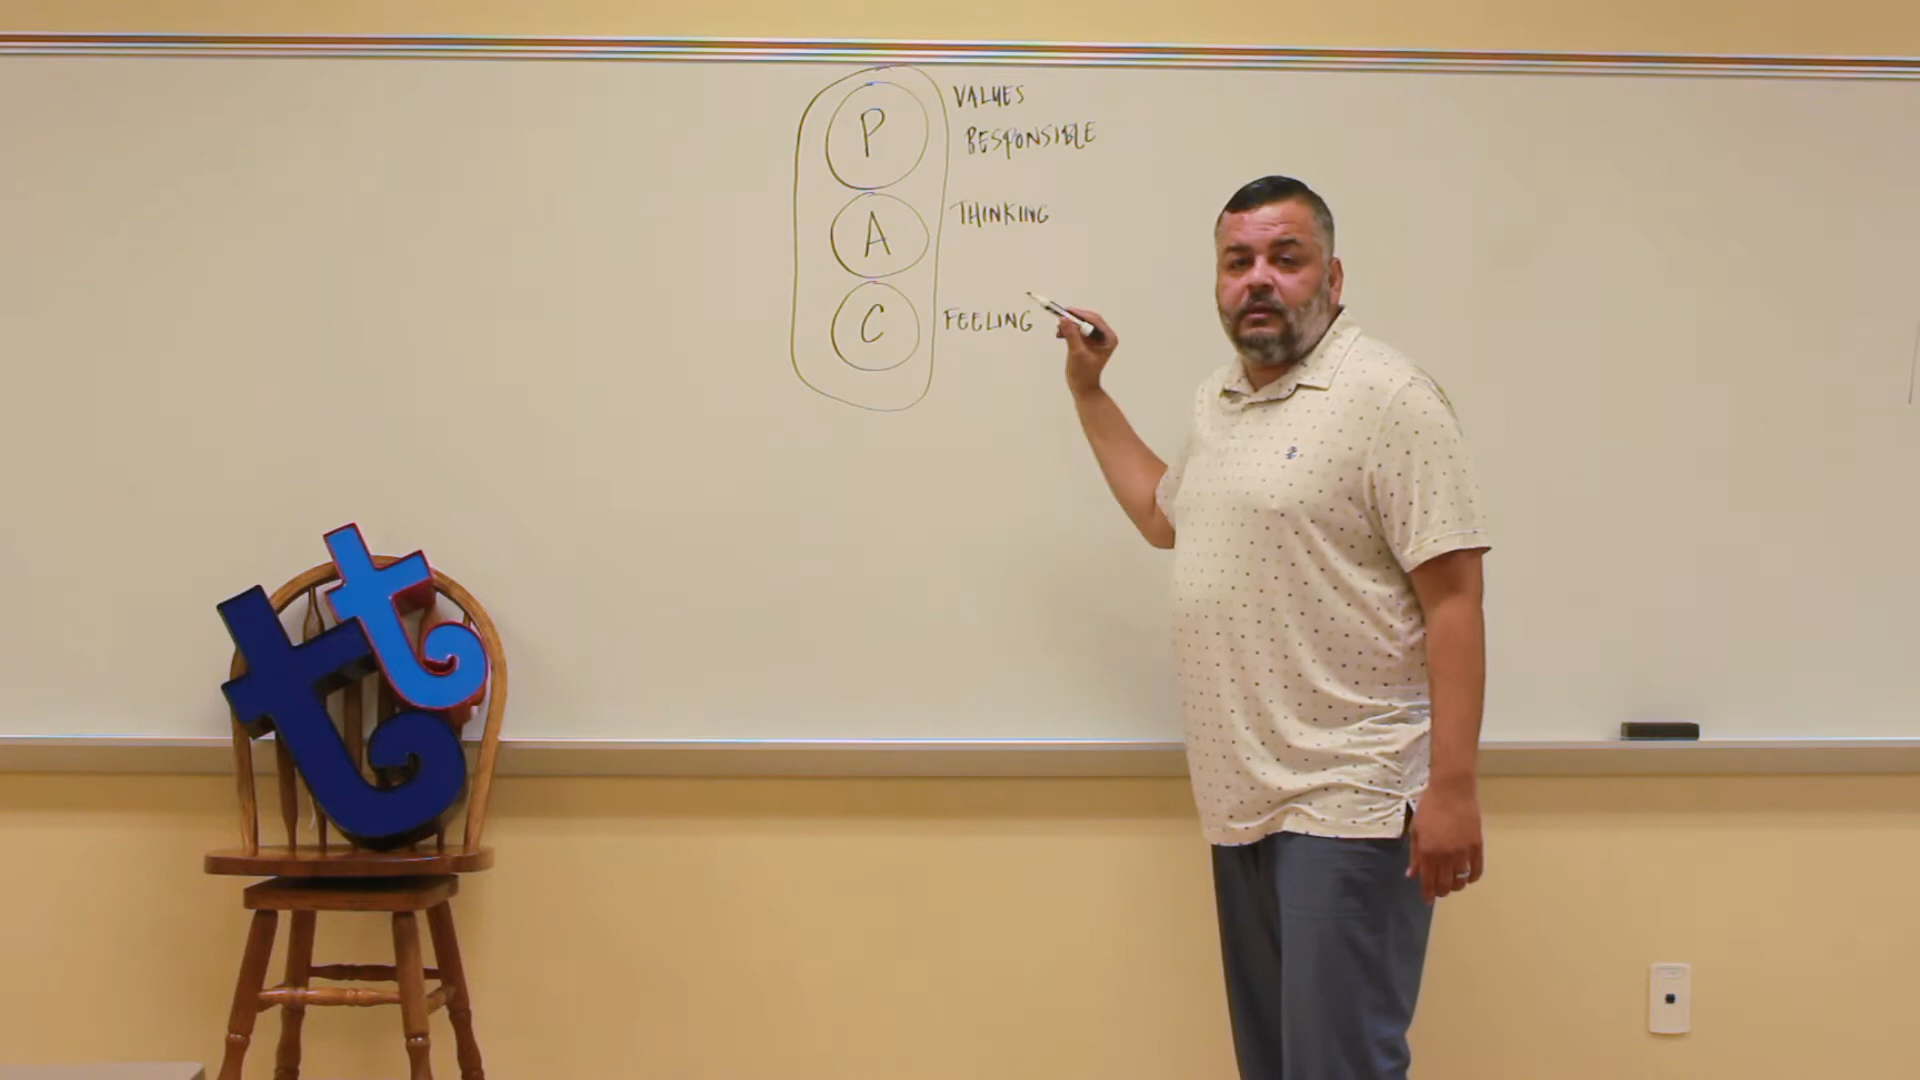 P
VALUES
RESPONSIBLE
A
THINKING
C
FEELING
t
t